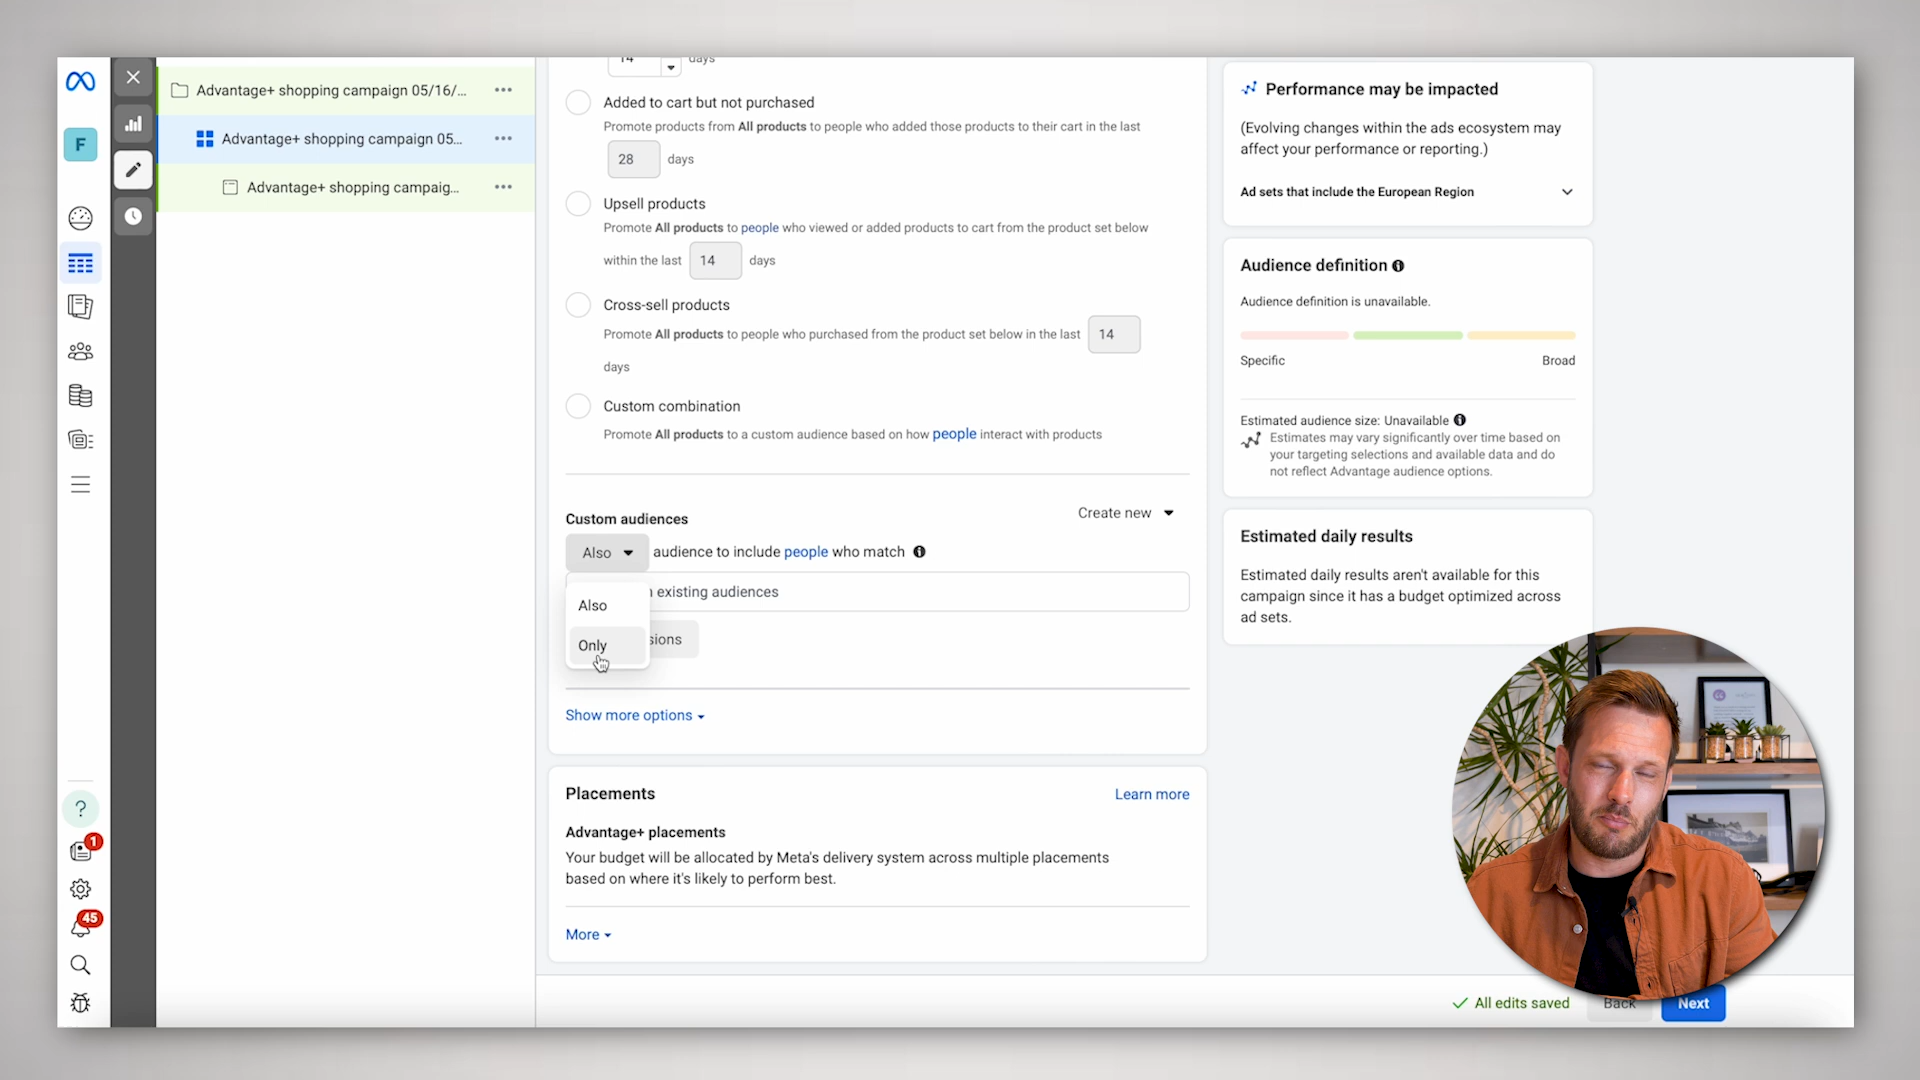 Advantage+ shopping campaign 05/16/...
F
Advantage+ shopping campaign 05...
Advantage+ shopping campaig...
14 days
Added to cart but not purchased
Promote products from All products to people who added those products to their cart in the last
28 days
Upsell products
Promote All products to people who viewed or added products to cart from the product set below
within the last 14 days
Cross-sell products
Promote All products to people who purchased from the product set below in the last 14
days
Custom combination
Promote All products to a custom audience based on how people interact with products
Custom audiences
Create new
Also audience to include people who match
existing audiences
Also
Only
sions
Show more options
Placements
Learn more
Advantage+ placements
Your budget will be allocated by Meta's delivery system across multiple placements
based on where it's likely to perform best.
More
Performance may be impacted
(Evolving changes within the ads ecosystem may
affect your performance or reporting.)
Ad sets that include the European Region
Audience definition
Audience definition is unavailable.
Specific Broad
Estimated audience size: Unavailable
Estimates may vary significantly over time based on
your targeting selections and available data and do
not reflect Advantage audience options.
Estimated daily results
Estimated daily results aren't available for this
campaign since it has a budget optimized across
ad sets.
?
1
45
All edits saved
Back
Next